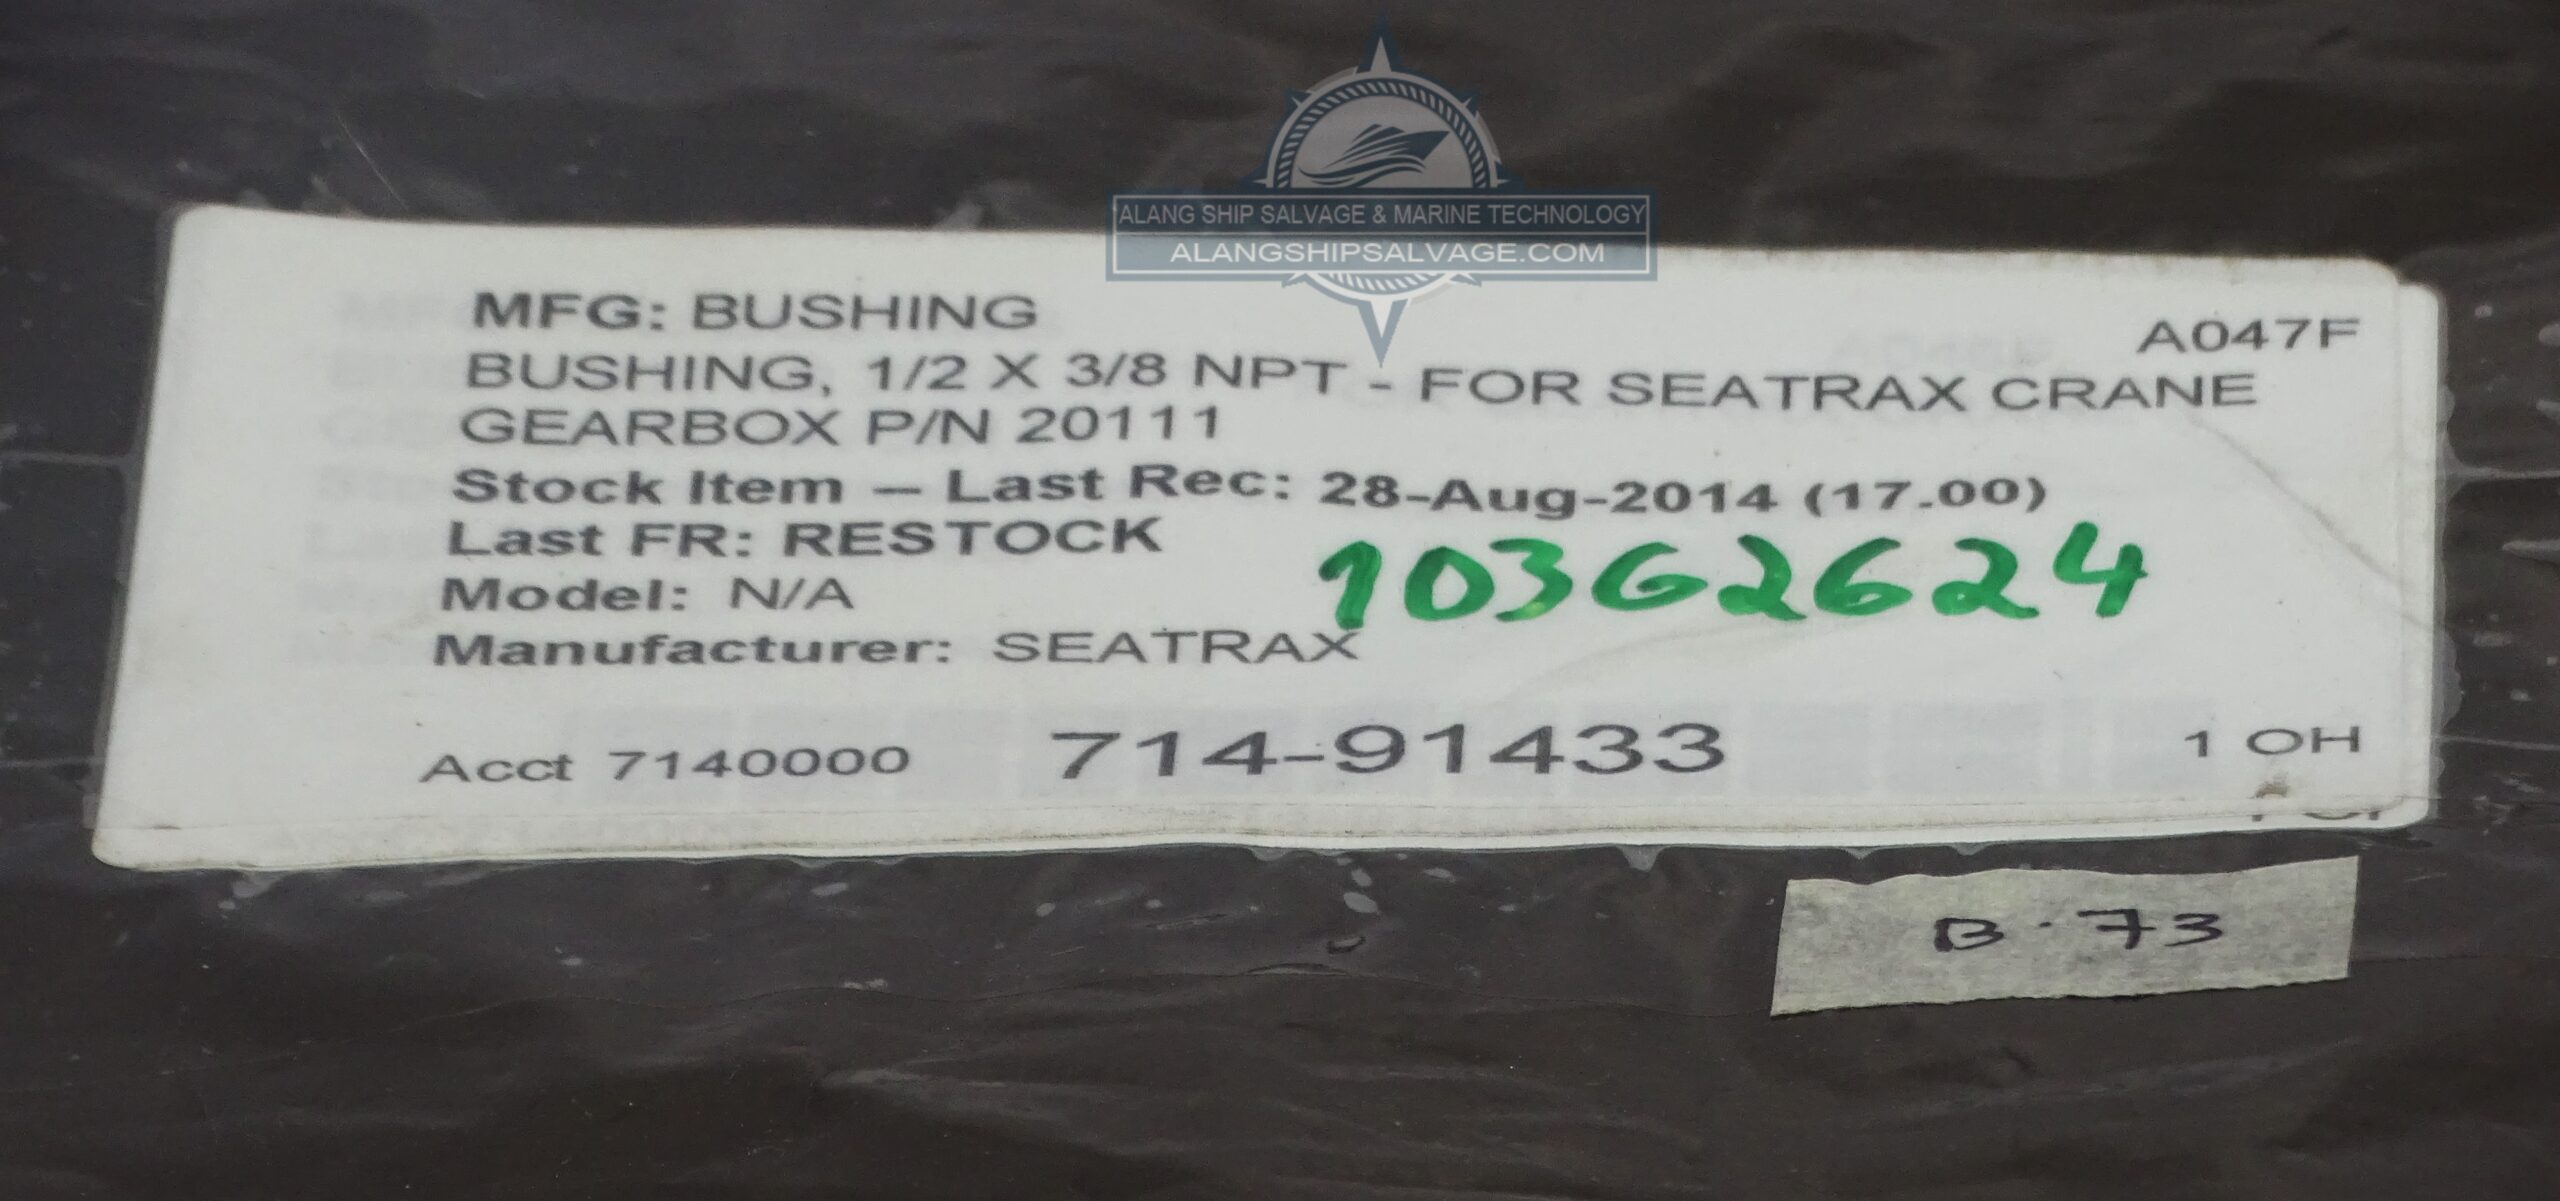 ALANG SHIP SALVAGE & MARINE TECHNOLOGY
ALANGSHIPSALVAGE.COM
MFG: BUSHING
A047F
BUSHING, 1/2 X 3/8 NPT - FOR SEATRAX CRANE
GEARBOX P/N 20111
Stock Item – Last Rec: 28-Aug-2014 (17.00)
Last FR: RESTOCK
10362624
Model: N/A
Manufacturer: SEATRAX
Acct 7140000 714-91433 1 OH
B.73